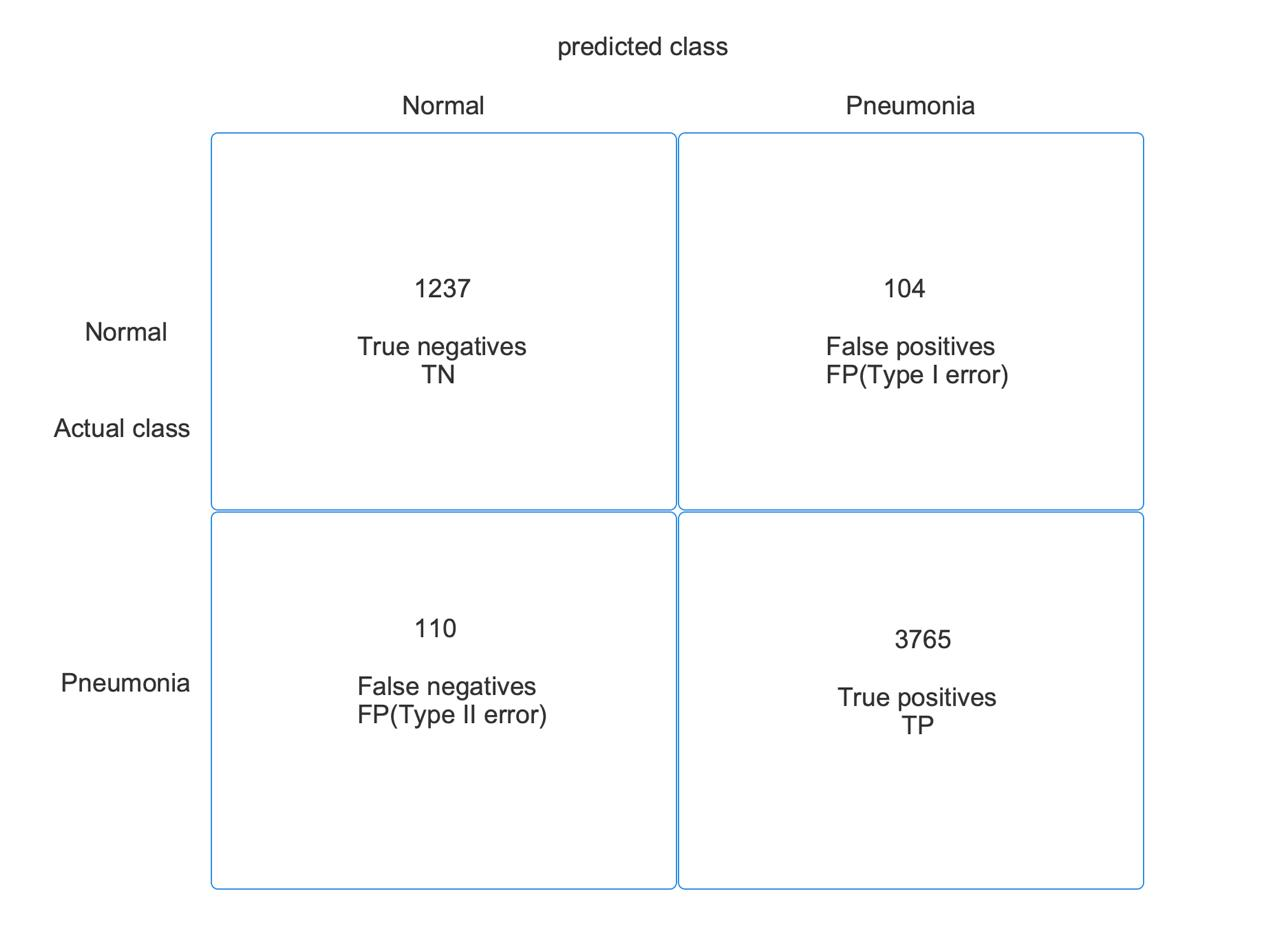 predicted class
Normal
Pneumonia
1237
104
Normal
True negatives
TN
False positives
FP(Type I error)
Actual class
110
3765
Pneumonia
False negatives
FP(Type II error)
True positives
TP